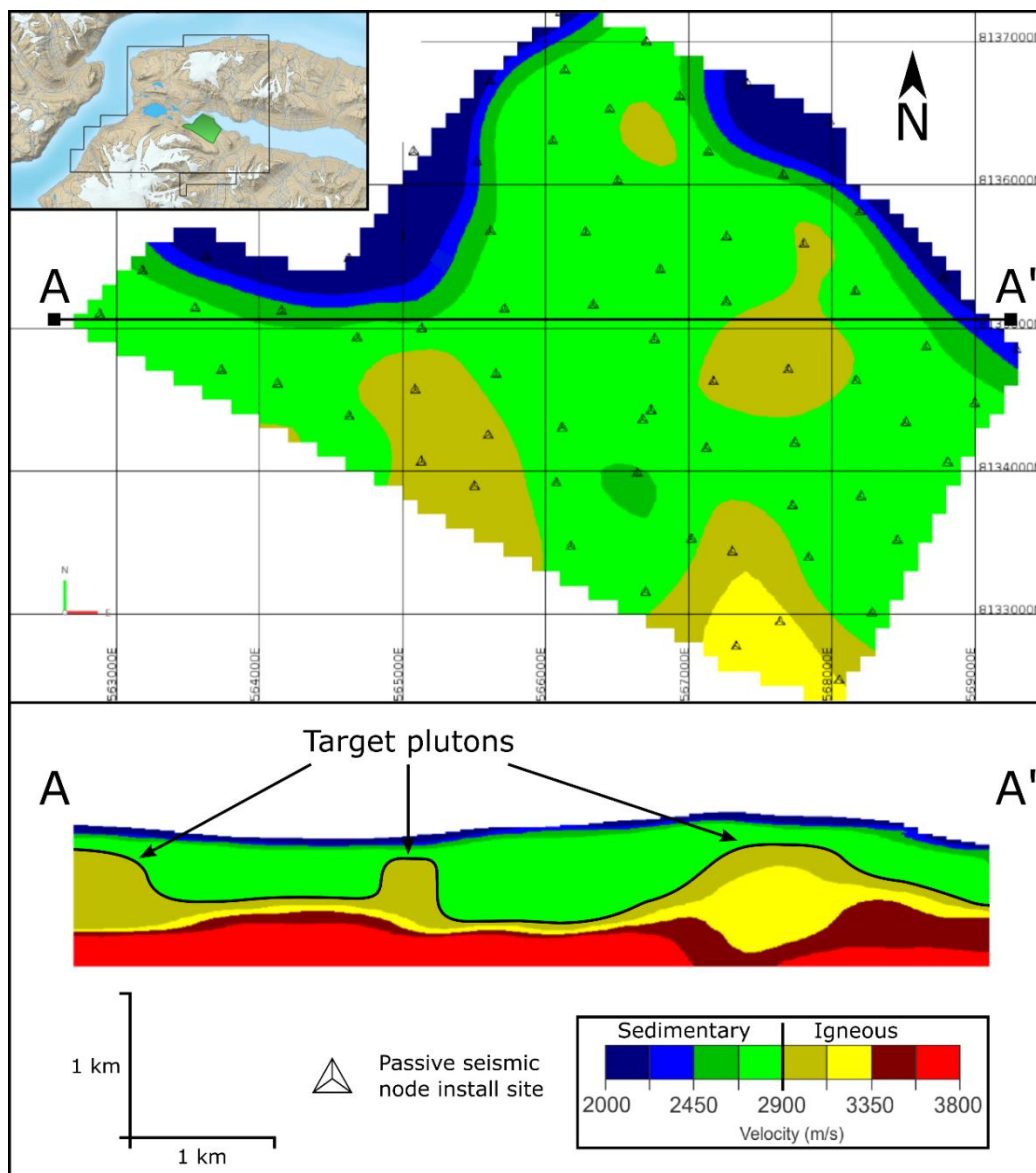 8137000N
N
8136000N
A
A'
8135000N
8134000N
N
E
8133000N
563000E
564000E
565000E
566000E
567000E
568000E
569000E
Target plutons
A
A'
1 km
1 km
Passive seismic
node install site
Sedimentary
Igneous
2000
2450
2900
3350
3800
Velocity (m/s)